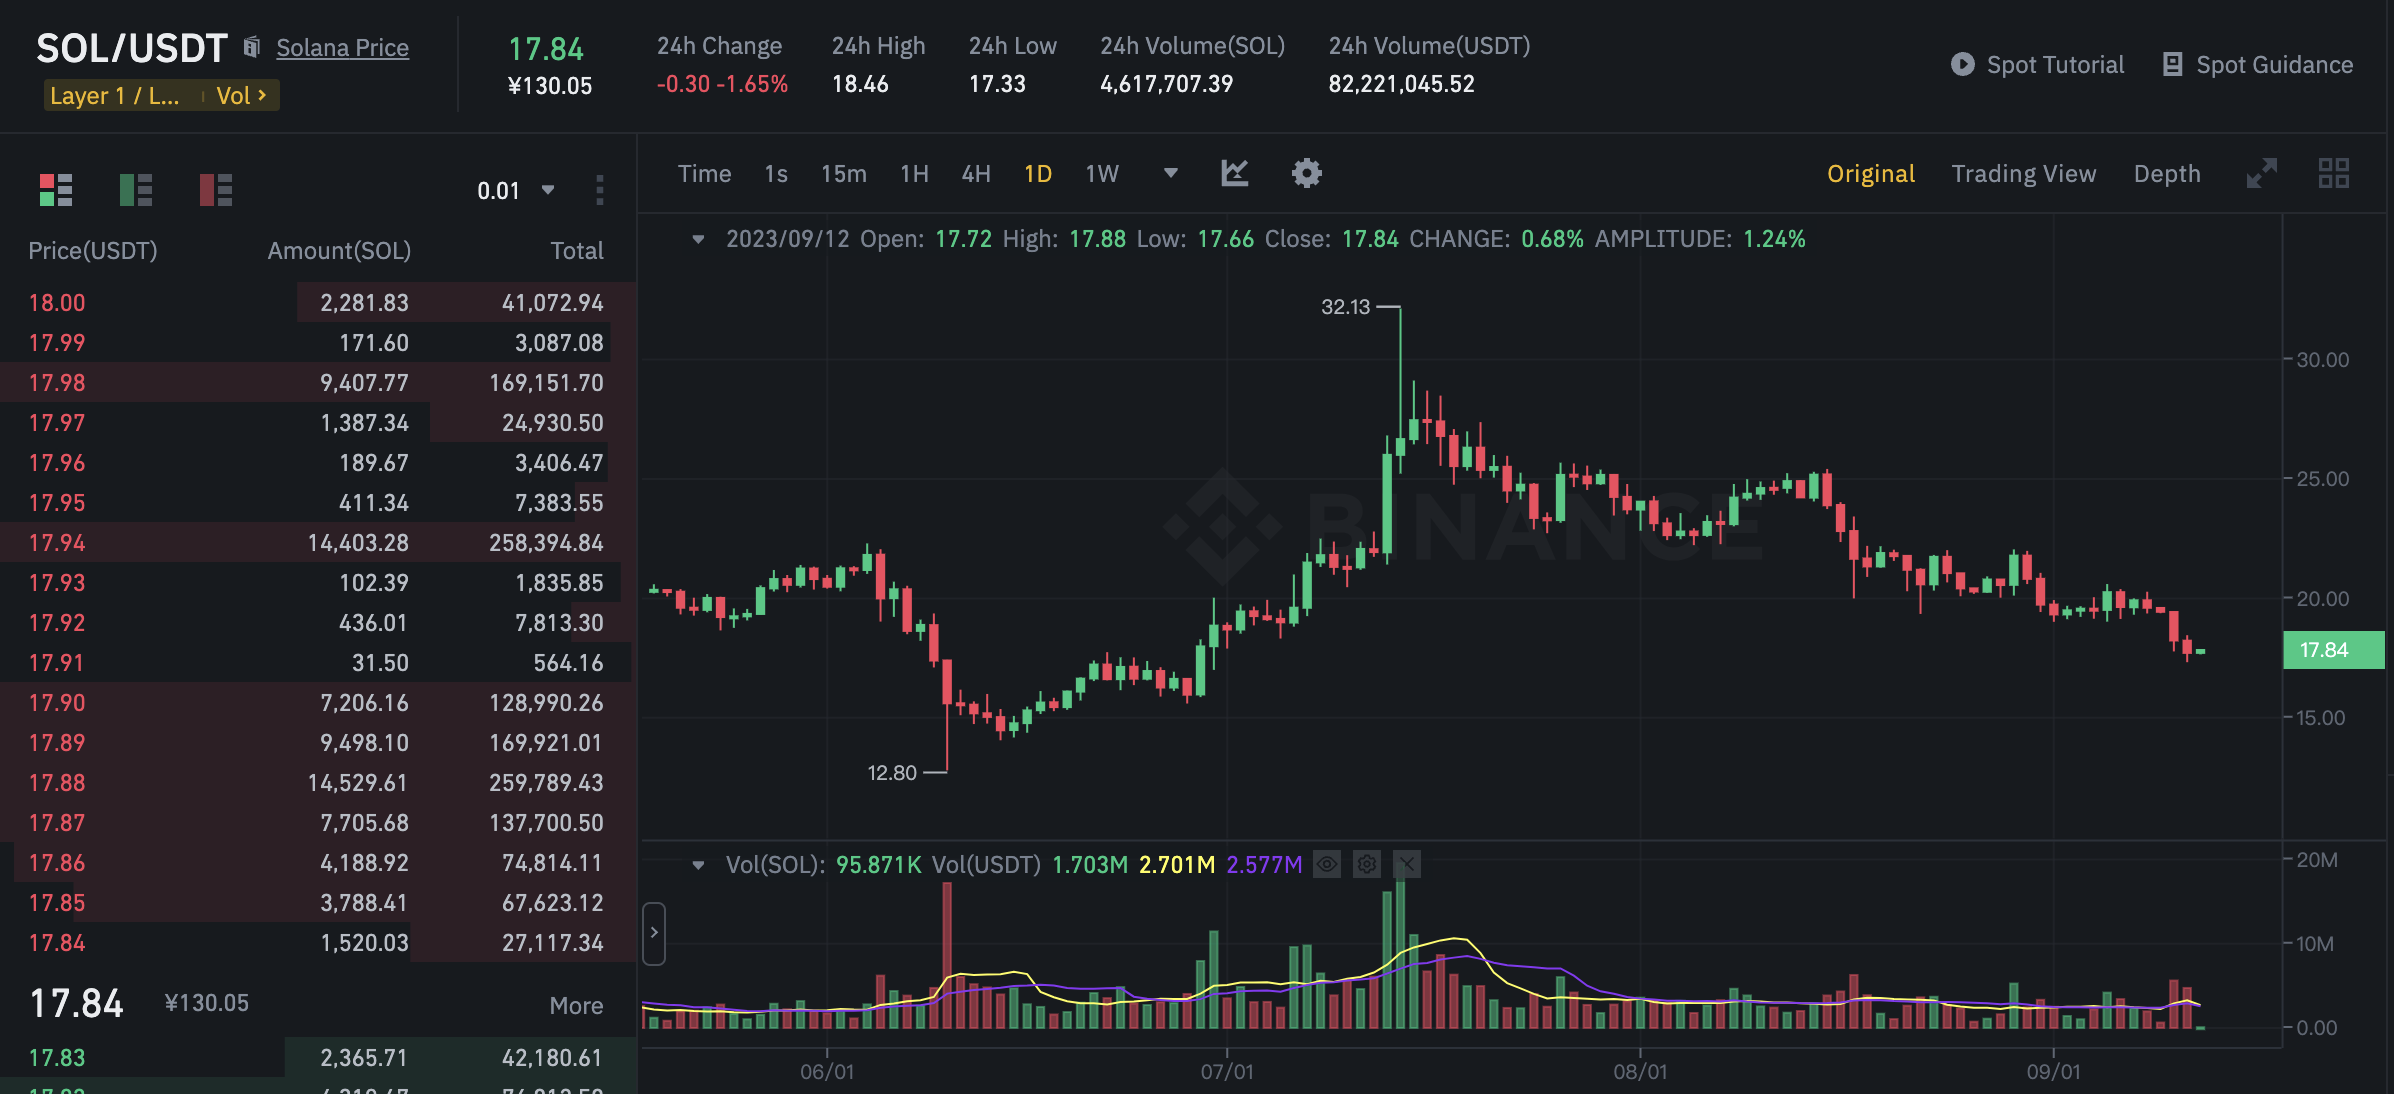 SOL/USDT Solana Price
Layer 1 / L... Vol
17.84
¥130.05
24h Change
-0.30 -1.65%
24h High
18.46
24h Low
17.33
24h Volume(SOL)
4,617,707.39
24h Volume(USDT)
82,221,045.52
Spot Tutorial
Spot Guidance
0.01
Price(USDT) Amount(SOL) Total
18.00 2,281.83 41,072.94
17.99 171.60 3,087.08
17.98 9,407.77 169,151.70
17.97 1,387.34 24,930.50
17.96 189.67 3,406.47
17.95 411.34 7,383.55
17.94 14,403.28 258,394.84
17.93 102.39 1,835.85
17.92 436.01 7,813.30
17.91 31.50 564.16
17.90 7,206.16 128,990.26
17.89 9,498.10 169,921.01
17.88 14,529.61 259,789.43
17.87 7,705.68 137,700.50
17.86 4,188.92 74,814.11
17.85 3,788.41 67,623.12
17.84 1,520.03 27,117.34
17.84 ¥130.05 More
17.83 2,365.71 42,180.61
Time 1s 15m 1H 4H 1D 1W
Original Trading View Depth
2023/09/12 Open: 17.72 High: 17.88 Low: 17.66 Close: 17.84 CHANGE: 0.68% AMPLITUDE: 1.24%
32.13
BINANCE
12.80
30.00
25.00
20.00
17.84
15.00
Vol(SOL): 95.871K Vol(USDT) 1.703M 2.701M 2.577M
20M
10M
0.00
06/01 07/01 08/01 09/01